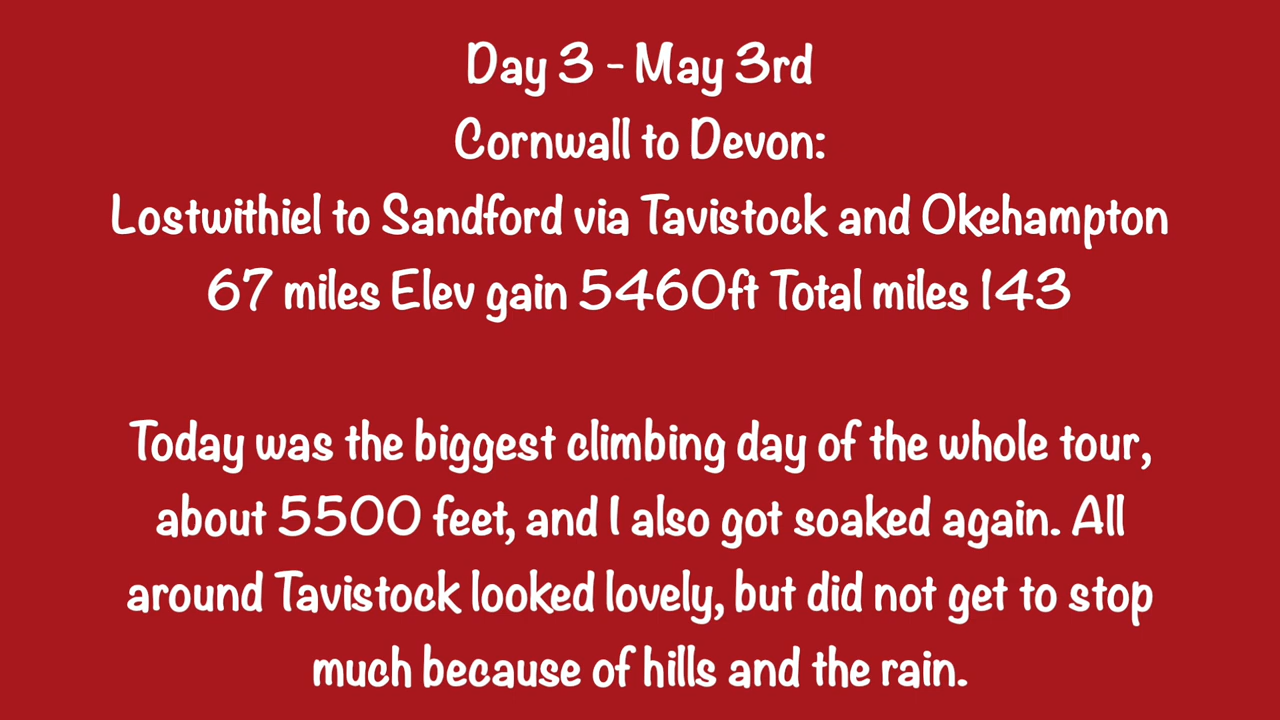 Day 3 - May 3rd
Cornwall to Devon:
Lostwithiel to Sandford via Tavistock and Okehampton
67 miles Elev gain 5460ft Total miles 143
Today was the biggest climbing day of the whole tour,
about 5500 feet, and I also got soaked again. All
around Tavistock looked lovely, but did not get to stop
much because of hills and the rain.